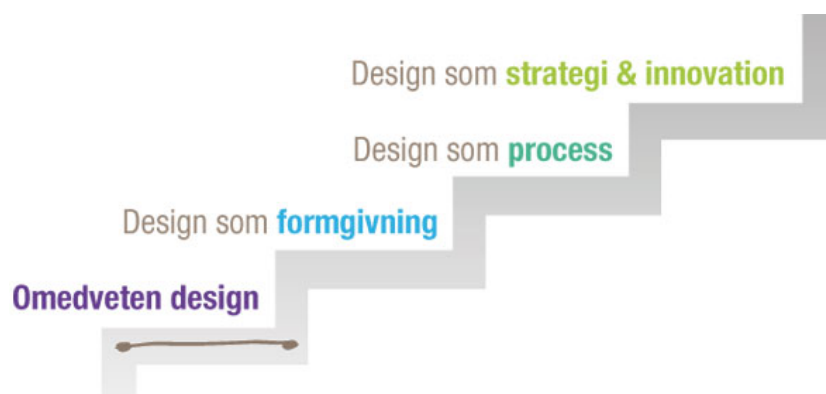 Design som strategi & innovation
Design som process
Design som formgivning
Omedveten design